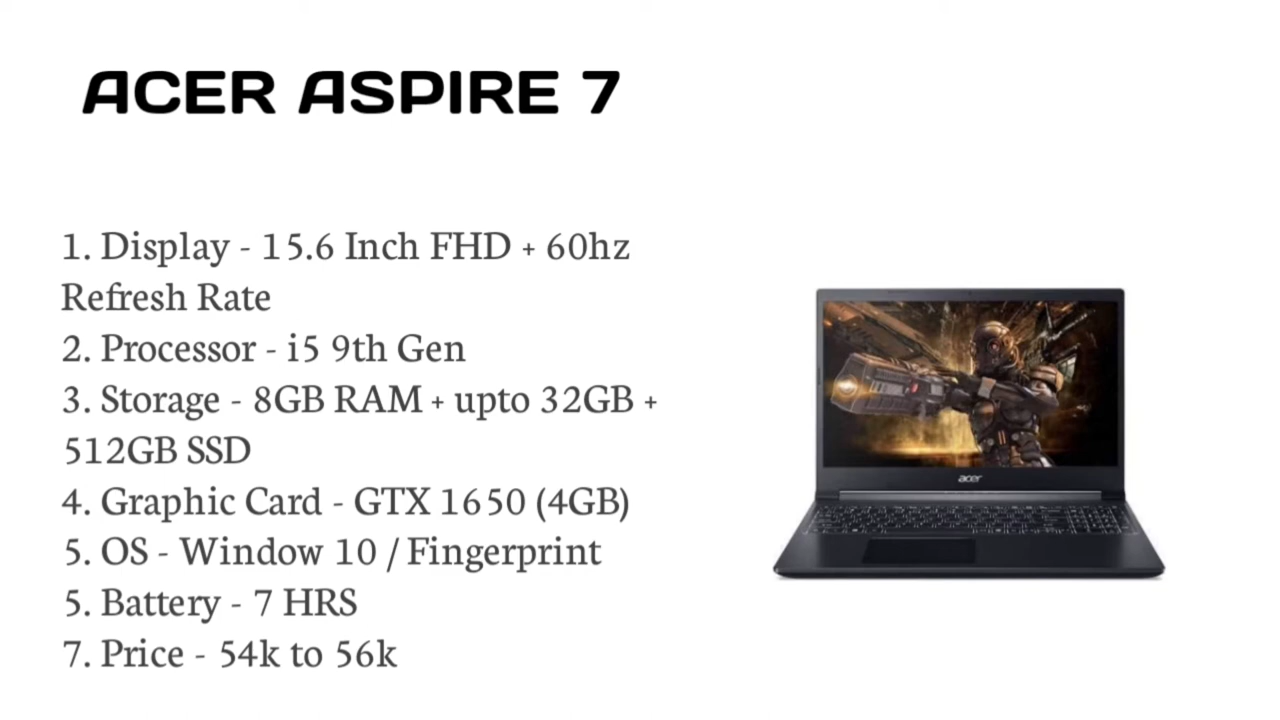 ACER ASPIRE 7
1. Display - 15.6 Inch FHD + 60hz
Refresh Rate
2. Processor - i5 9th Gen
3. Storage - 8GB RAM + upto 32GB +
512GB SSD
4. Graphic Card - GTX 1650 (4GB)
5. OS - Window 10 / Fingerprint
5. Battery - 7 HRS
7. Price - 54k to 56k
acer